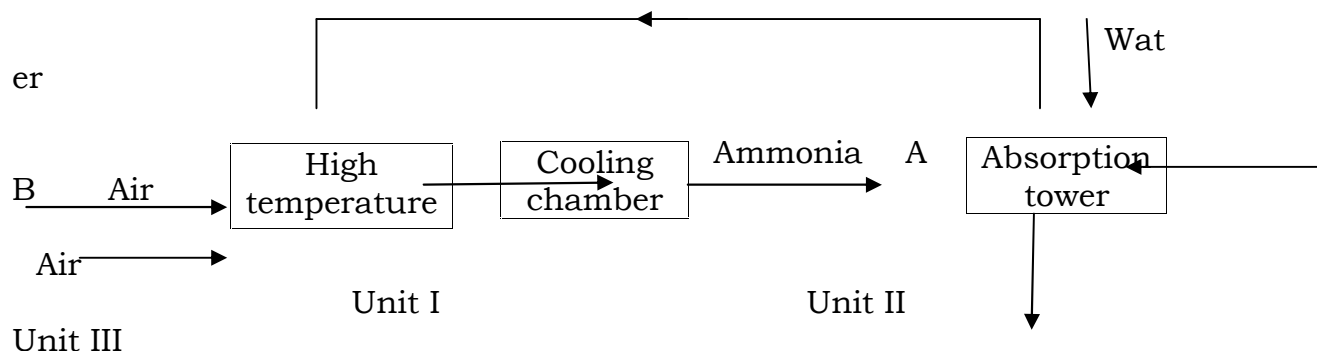 Wat
er
High
temperature
Cooling
chamber
Ammonia A
Absorption
tower
B Air
Air
Unit I Unit II
Unit III